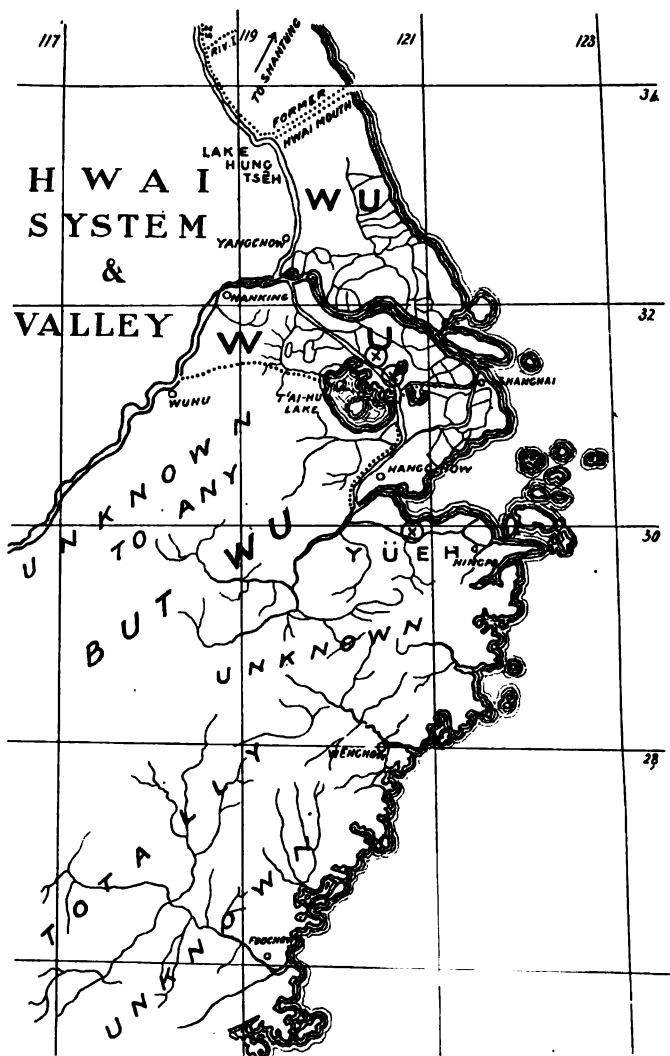 117
119
121
123
RIV.
TO SHANTUNG
34
FORMER
HWAI MOUTH
LAKE
HUNG
TSÊH
HWAI
SYSTEM
&
VALLEY
WU
YANGCHOW
NANKING
32
WU
SHANGHAI
T'AI-HU
LAKE
WUHU
HANGCHOW
UNKNOWN
TO ANY
BUT WU
30
YÜEH
NINGPO
UNKNOWN
28
WENCHOW
TOTALLY
UNKNOWN
FOOCHOW